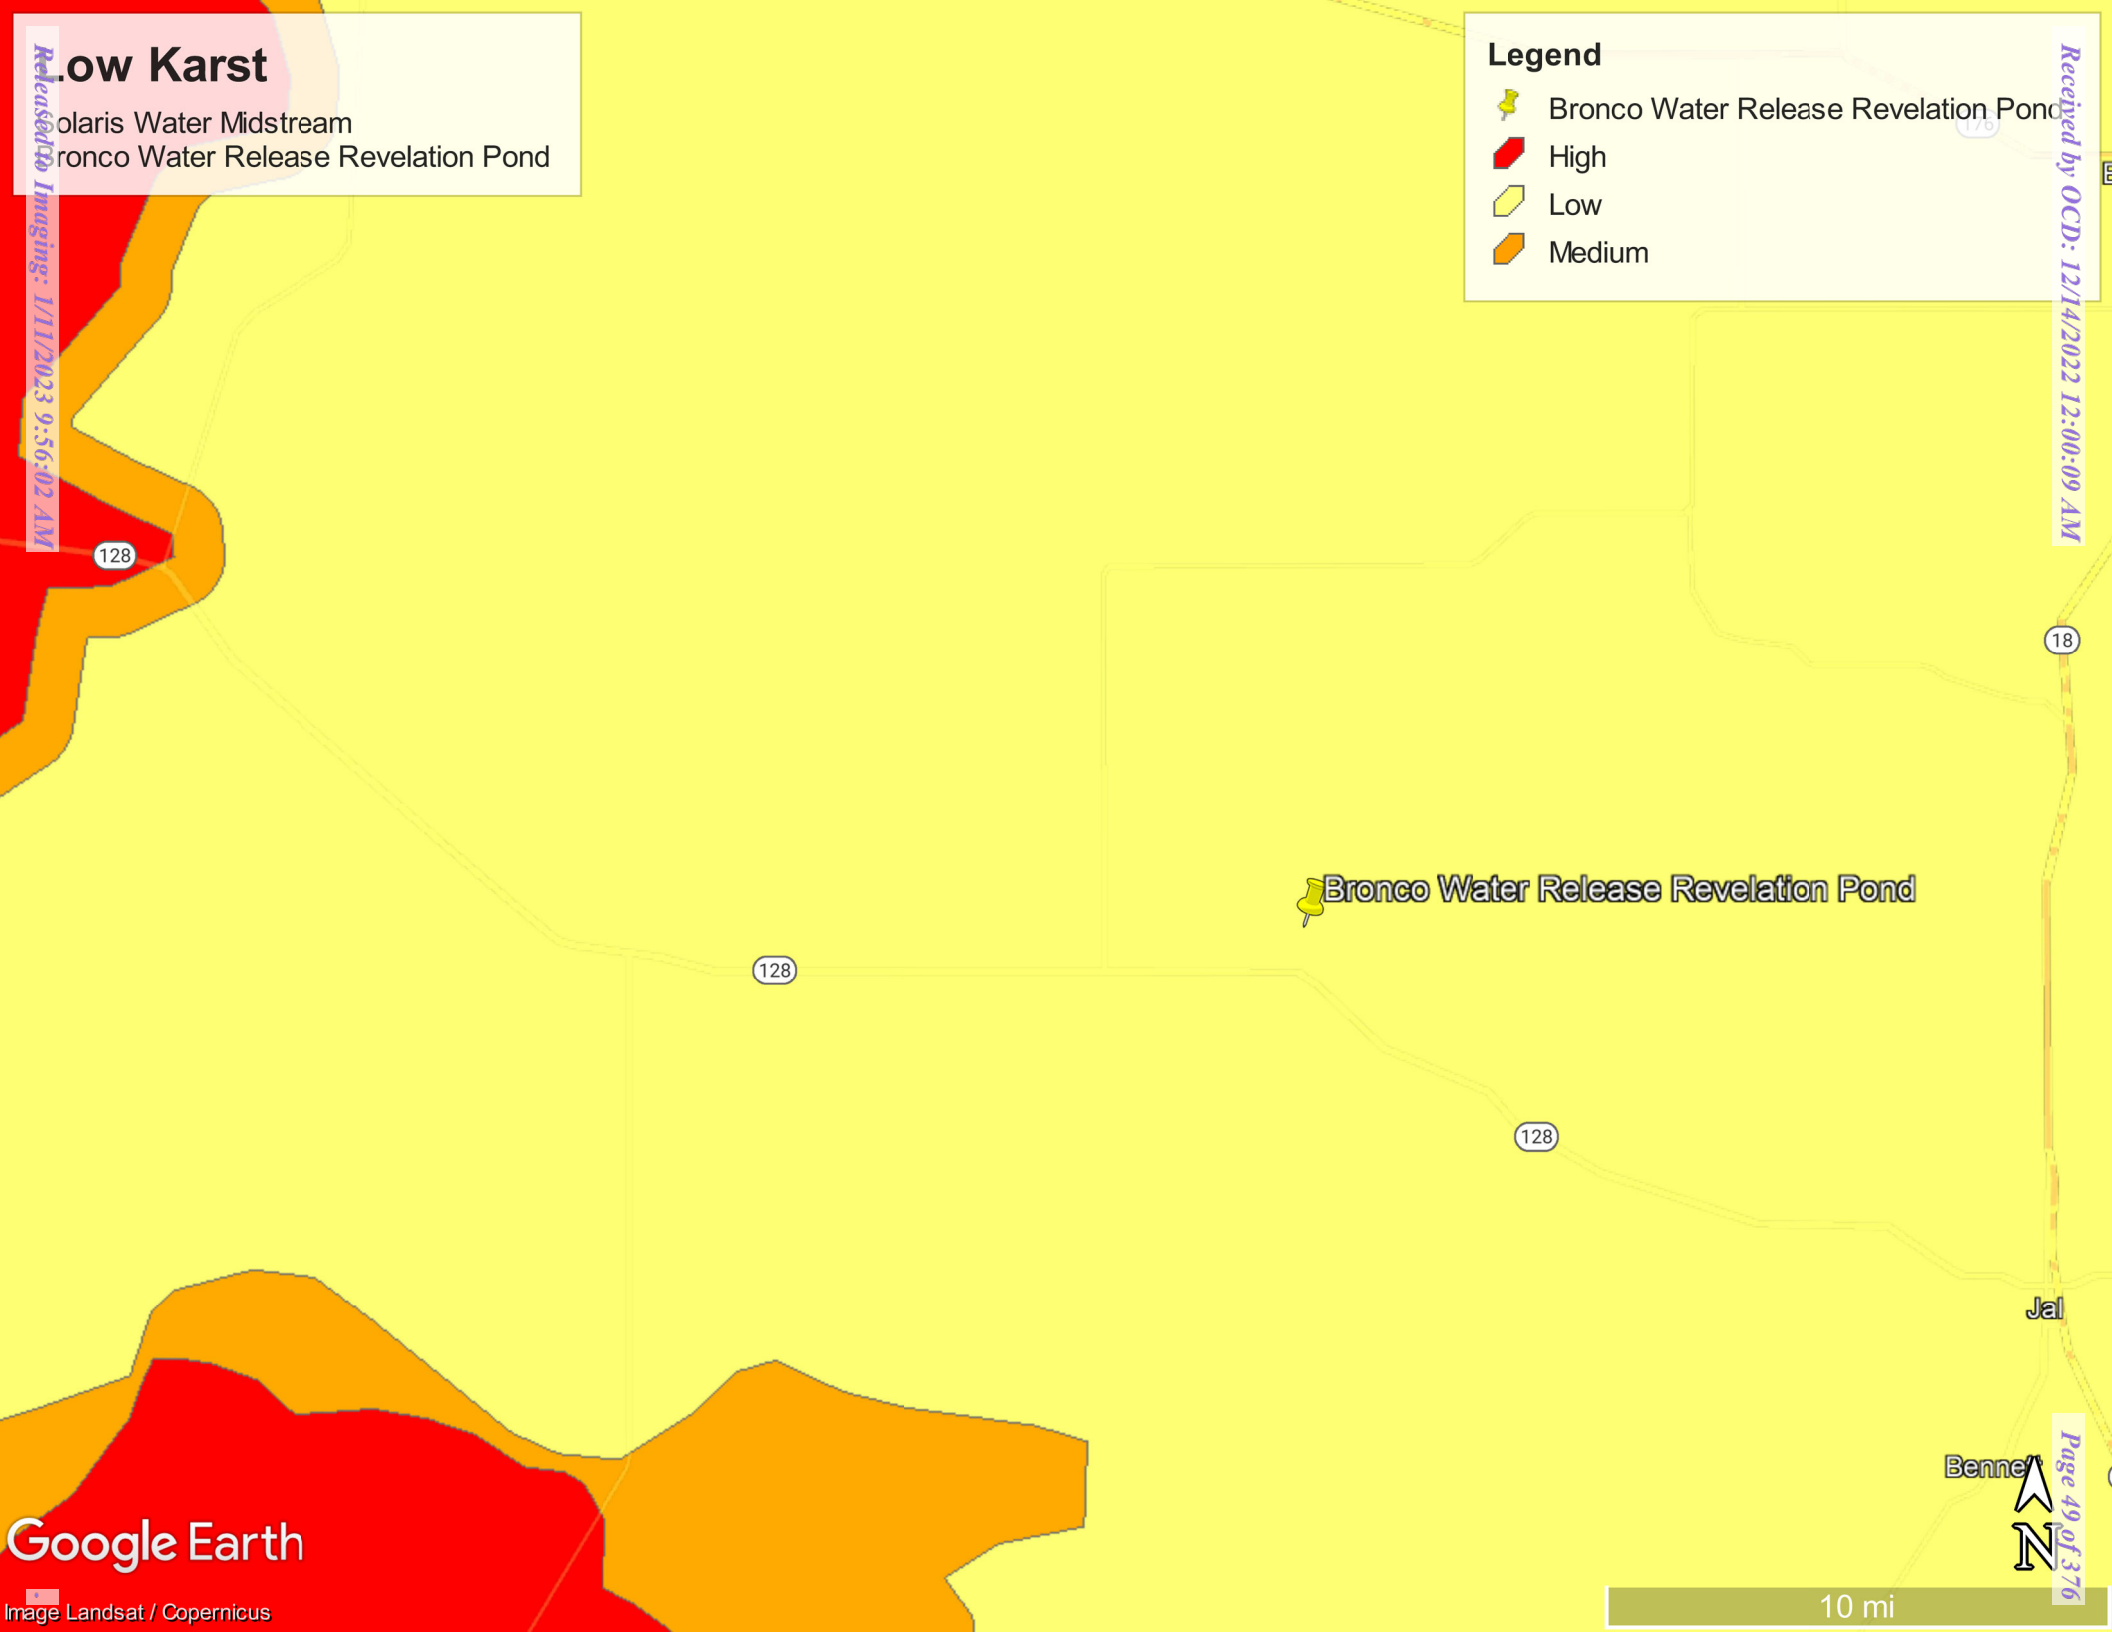 Low Karst
Solaris Water Midstream
Bronco Water Release Revelation Pond
Legend
Bronco Water Release Revelation Pond
High
Low
Medium
176
Released to Imaging: 1/11/2023 9:56:02 AM
Received by OCD: 12/14/2022 12:00:09 AM
128
18
Bronco Water Release Revelation Pond
128
128
Jal
Bennett
Page 49 of 376
N
Google Earth
Image Landsat / Copernicus
10 mi